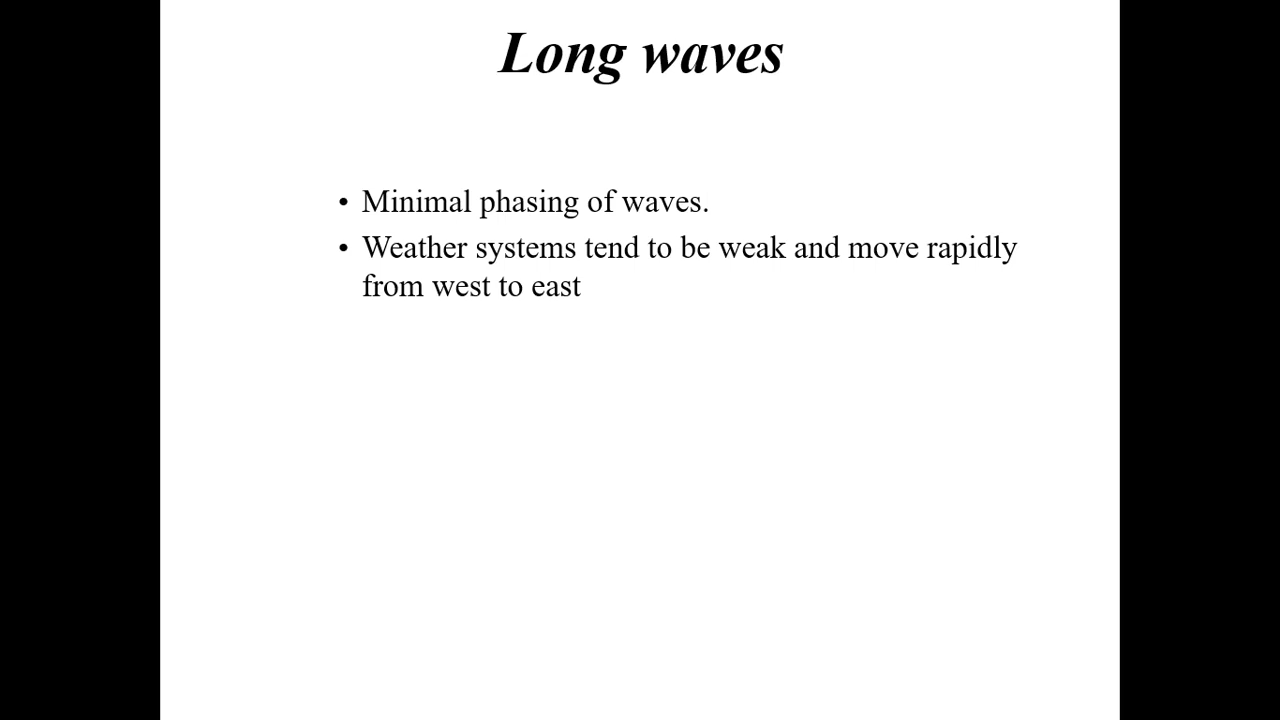 Long waves
• Minimal phasing of waves.
• Weather systems tend to be weak and move rapidly
from west to east